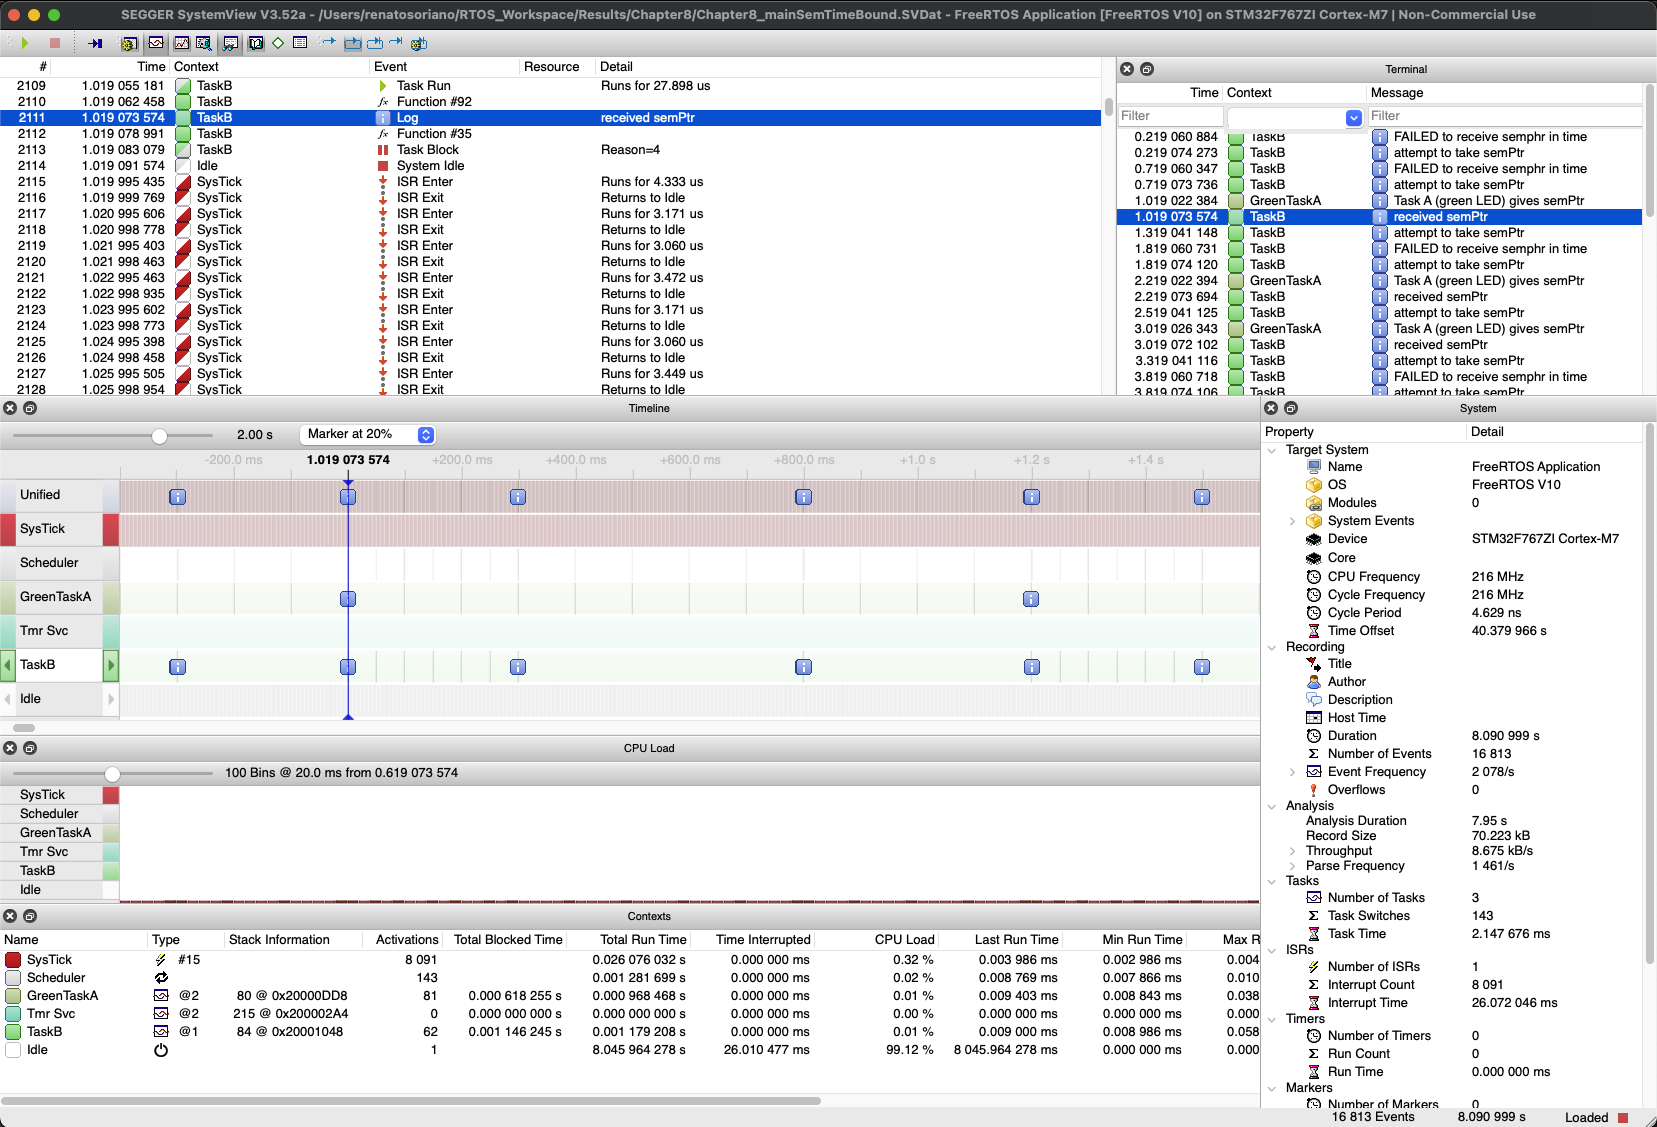 SEGGER SystemView V3.52a - /Users/renatosoriano/RTOS_Workspace/Results/Chapter8/Chapter8_mainSemTimeBound.SVDat - FreeRTOS Application [FreeRTOS V10] on STM32F767ZI Cortex-M7 | Non-Commercial Use
# Time Context Event Resource Detail
2109 1.019 055 181 TaskB Task Run Runs for 27.898 us
2110 1.019 062 458 TaskB fx Function #92
2111 1.019 073 574 TaskB Log received semPtr
2112 1.019 078 991 TaskB fx Function #35
2113 1.019 083 079 TaskB Task Block Reason=4
2114 1.019 091 574 Idle System Idle
2115 1.019 995 435 SysTick ISR Enter Runs for 4.333 us
2116 1.019 999 769 SysTick ISR Exit Returns to Idle
2117 1.020 995 606 SysTick ISR Enter Runs for 3.171 us
2118 1.020 998 778 SysTick ISR Exit Returns to Idle
2119 1.021 995 403 SysTick ISR Enter Runs for 3.060 us
2120 1.021 998 463 SysTick ISR Exit Returns to Idle
2121 1.022 995 463 SysTick ISR Enter Runs for 3.472 us
2122 1.022 998 935 SysTick ISR Exit Returns to Idle
2123 1.023 995 602 SysTick ISR Enter Runs for 3.171 us
2124 1.023 998 773 SysTick ISR Exit Returns to Idle
2125 1.024 995 398 SysTick ISR Enter Runs for 3.060 us
2126 1.024 998 458 SysTick ISR Exit Returns to Idle
2127 1.025 995 505 SysTick ISR Enter Runs for 3.449 us
2128 1.025 998 954 SysTick ISR Exit Returns to Idle
Terminal
Time Context Message
Filter Filter
0.219 060 884 TaskB FAILED to receive semphr in time
0.219 074 273 TaskB attempt to take semPtr
0.719 060 347 TaskB FAILED to receive semphr in time
0.719 073 736 TaskB attempt to take semPtr
1.019 022 384 GreenTaskA Task A (green LED) gives semPtr
1.019 073 574 TaskB received semPtr
1.319 041 148 TaskB attempt to take semPtr
1.819 060 731 TaskB FAILED to receive semphr in time
1.819 074 120 TaskB attempt to take semPtr
2.219 022 394 GreenTaskA Task A (green LED) gives semPtr
2.219 073 694 TaskB received semPtr
2.519 041 125 TaskB attempt to take semPtr
3.019 026 343 GreenTaskA Task A (green LED) gives semPtr
3.019 072 102 TaskB received semPtr
3.319 041 116 TaskB attempt to take semPtr
3.819 060 718 TaskB FAILED to receive semphr in time
3.819 074 106 TaskB attempt to take semPtr
Timeline
2.00 s Marker at 20%
-200.0 ms 1.019 073 574 +200.0 ms +400.0 ms +600.0 ms +800.0 ms +1.0 s +1.2 s +1.4 s
Unified
SysTick
Scheduler
GreenTaskA
Tmr Svc
TaskB
Idle
CPU Load
100 Bins @ 20.0 ms from 0.619 073 574
SysTick
Scheduler
GreenTaskA
Tmr Svc
TaskB
Idle
Contexts
Name Type Stack Information Activations Total Blocked Time Total Run Time Time Interrupted CPU Load Last Run Time Min Run Time Max R
SysTick #15 8 091 0.026 076 032 s 0.000 000 ms 0.32 % 0.003 986 ms 0.002 986 ms 0.004
Scheduler 143 0.001 281 699 s 0.000 000 ms 0.02 % 0.008 769 ms 0.007 866 ms 0.010
GreenTaskA @2 80 @ 0x20000DD8 81 0.000 618 255 s 0.000 968 468 s 0.000 000 ms 0.01 % 0.009 403 ms 0.008 843 ms 0.038
Tmr Svc @2 215 @ 0x200002A4 0 0.000 000 000 s 0.000 000 000 s 0.000 000 ms 0.00 % 0.000 000 ms 0.000 000 ms 0.000
TaskB @1 84 @ 0x20001048 62 0.001 146 245 s 0.001 179 208 s 0.000 000 ms 0.01 % 0.009 000 ms 0.008 986 ms 0.058
Idle 1 8.045 964 278 s 26.010 477 ms 99.12 % 8 045.964 278 ms 0.000 000 ms 0.000
System
Property Detail
Target System
Name FreeRTOS Application
OS FreeRTOS V10
Modules 0
System Events
Device STM32F767ZI Cortex-M7
Core
CPU Frequency 216 MHz
Cycle Frequency 216 MHz
Cycle Period 4.629 ns
Time Offset 40.379 966 s
Recording
Title
Author
Description
Host Time
Duration 8.090 999 s
Number of Events 16 813
Event Frequency 2 078/s
Overflows 0
Analysis
Analysis Duration 7.95 s
Record Size 70.223 kB
Throughput 8.675 kB/s
Parse Frequency 1 461/s
Tasks
Number of Tasks 3
Task Switches 143
Task Time 2.147 676 ms
ISRs
Number of ISRs 1
Interrupt Count 8 091
Interrupt Time 26.072 046 ms
Timers
Number of Timers 0
Run Count 0
Run Time 0.000 000 ms
Markers
Number of Markers 0
16 813 Events 8.090 999 s Loaded